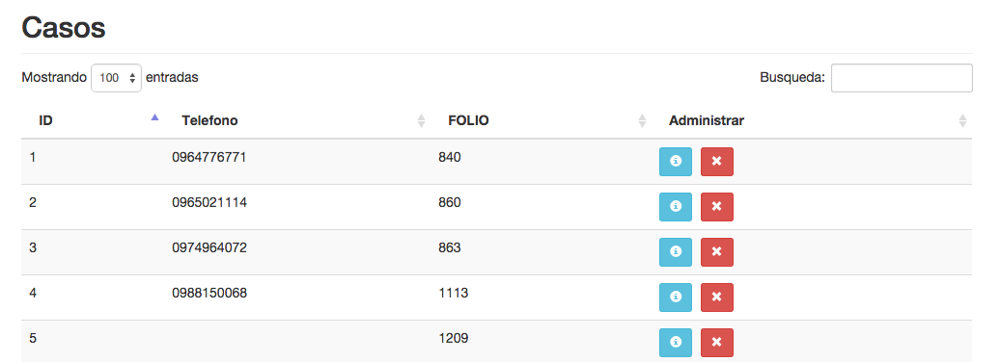 Casos
Mostrando 100 entradas Busqueda:
ID Telefono FOLIO Administrar
1 0964776771 840
2 0965021114 860
3 0974964072 863
4 0988150068 1113
5 1209